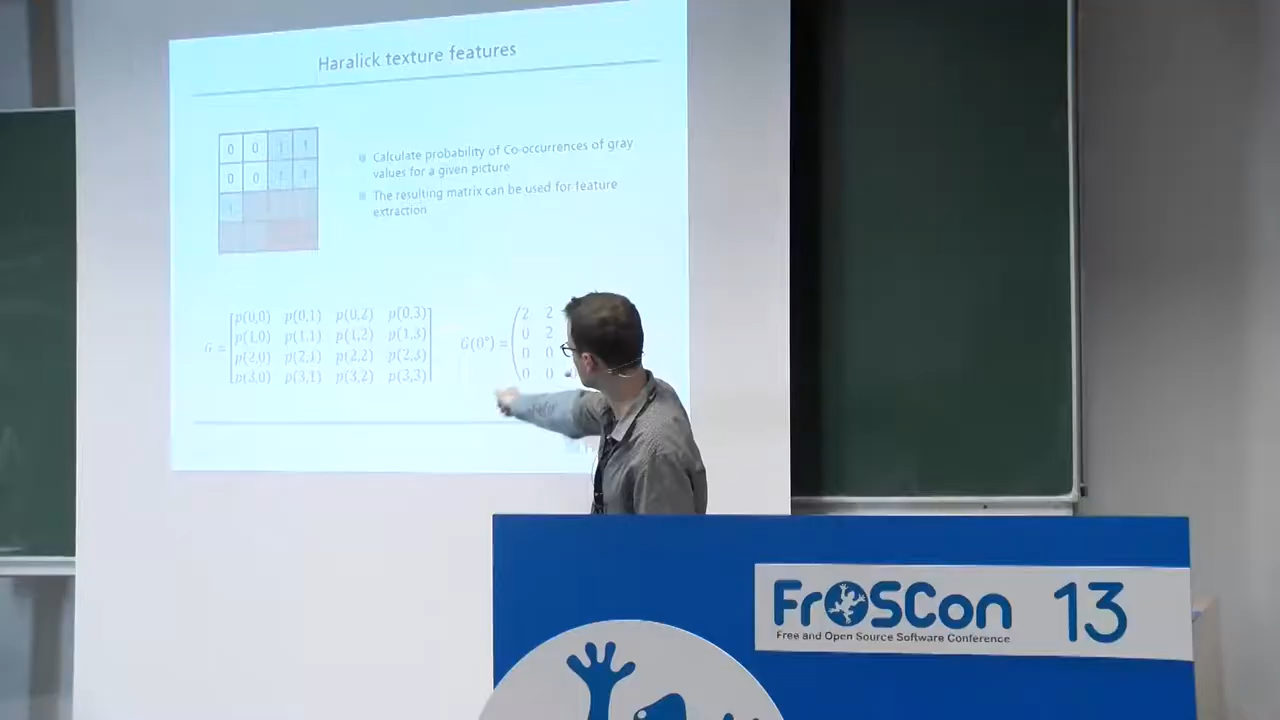 Haralick texture features
0 0 1 1
0 0 1 1
1
Calculate probability of Co-occurrences of gray
values for a given picture
The resulting matrix can be used for feature
extraction
p(0,0) p(0,1) p(0,2) p(0,3)
p(1,0) p(1,1) p(1,2) p(1,3)
G =
p(2,0) p(2,1) p(2,2) p(2,3)
p(3,0) p(3,1) p(3,2) p(3,3)
2 2
0 2
G(0°) =
0 0
0 0
FrOSCon 13
Free and Open Source Software Conference